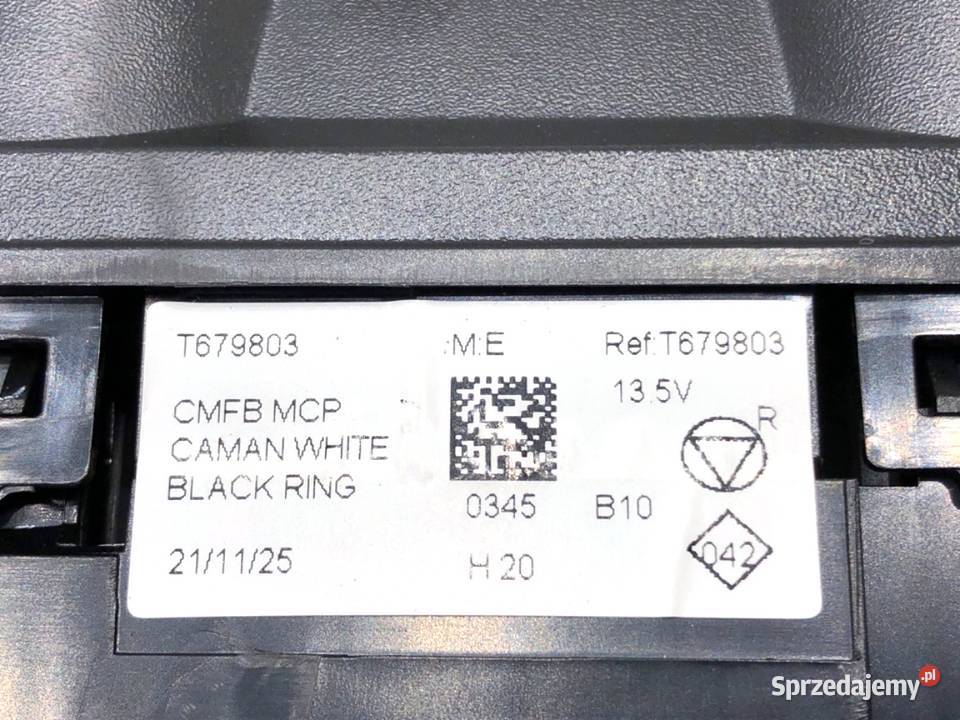 T679803 M:E Ref:T679803
13.5V
CMFB MCP
CAMAN WHITE
BLACK RING
R
0345 B10
042
21/11/25 H 20
Sprzedajemy.pl